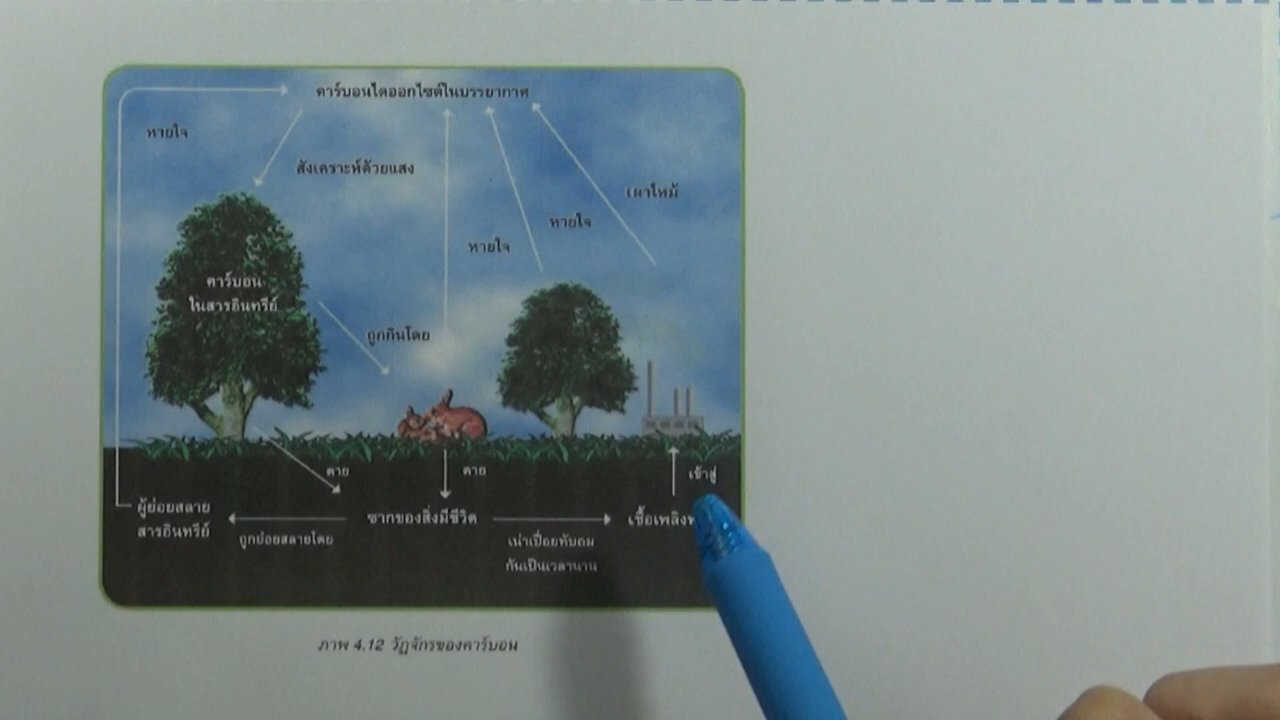 คาร์บอนไดออกไซด์ในบรรยากาศ
หายใจ
สังเคราะห์ด้วยแสง
เผาไหม้
หายใจ
หายใจ
คาร์บอน
ในสารอินทรีย์
ถูกกินโดย
ตาย
ตาย
เข้าสู่
ผู้ย่อยสลาย
สารอินทรีย์
ถูกย่อยสลายโดย
ซากของสิ่งมีชีวิต
เน่าเปื่อยทับถม
กันเป็นเวลานาน
ภาพ 4.12 วัฏจักรของคาร์บอน